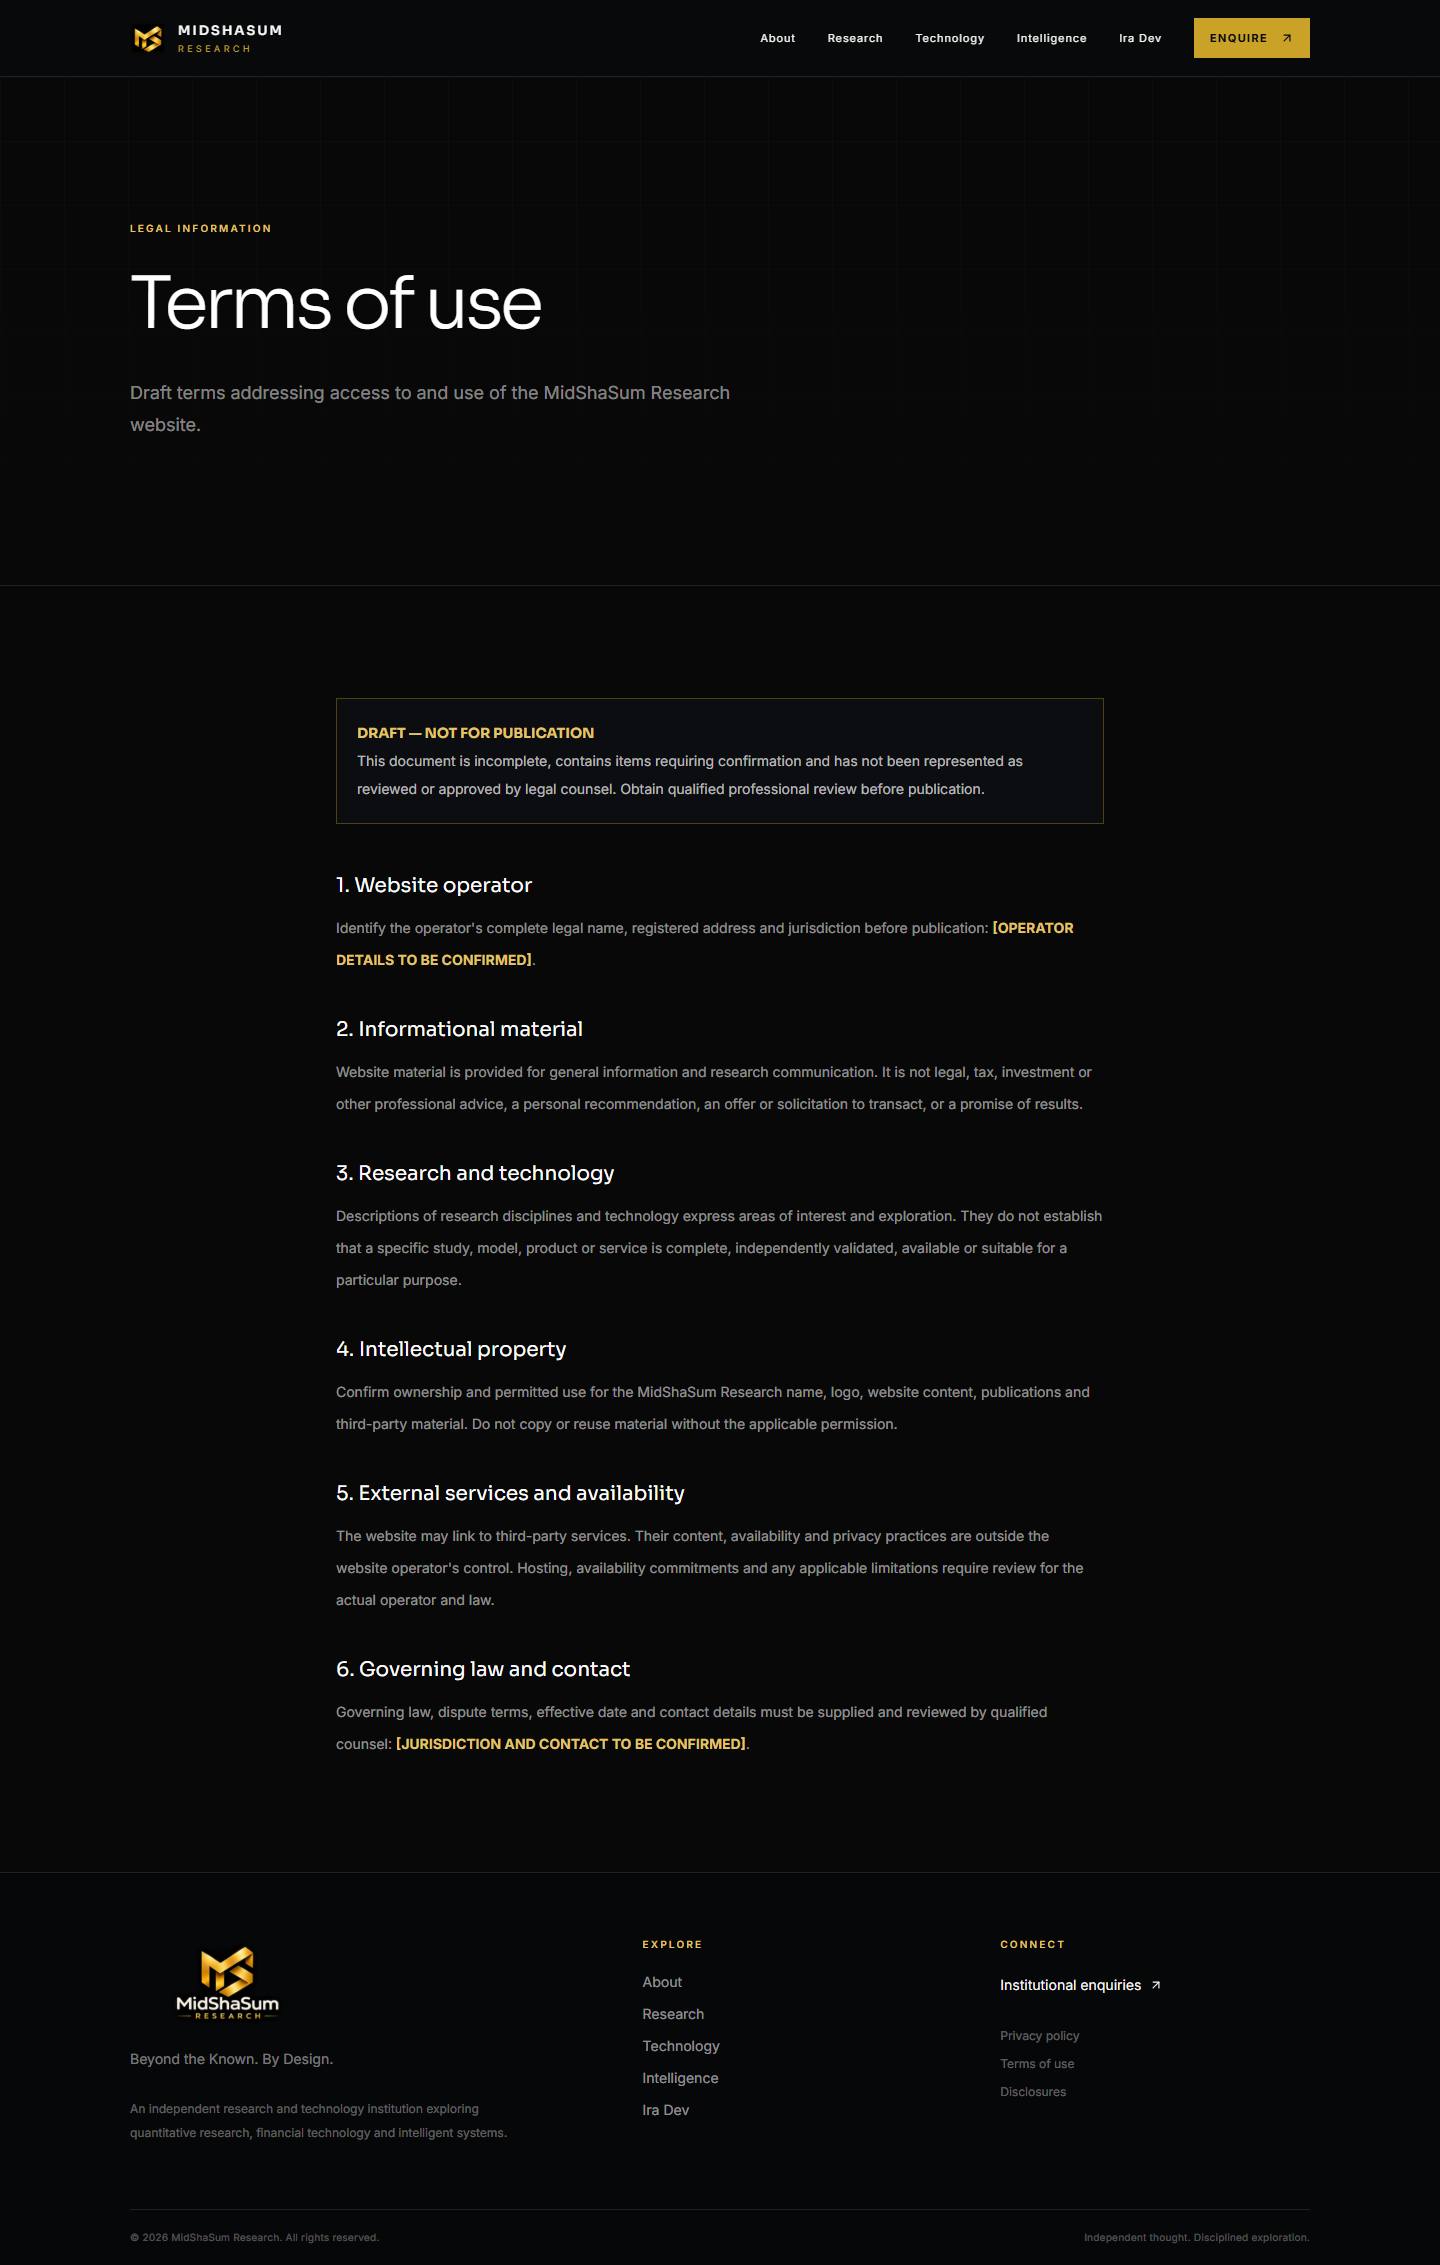 MIDSHASUM
RESEARCH
About
Research
Technology
Intelligence
Ira Dev
ENQUIRE
LEGAL INFORMATION
Terms of use
Draft terms addressing access to and use of the MidShaSum Research
website.
DRAFT — NOT FOR PUBLICATION
This document is incomplete, contains items requiring confirmation and has not been represented as
reviewed or approved by legal counsel. Obtain qualified professional review before publication.
1. Website operator
Identify the operator's complete legal name, registered address and jurisdiction before publication: [OPERATOR
DETAILS TO BE CONFIRMED].
2. Informational material
Website material is provided for general information and research communication. It is not legal, tax, investment or
other professional advice, a personal recommendation, an offer or solicitation to transact, or a promise of results.
3. Research and technology
Descriptions of research disciplines and technology express areas of interest and exploration. They do not establish
that a specific study, model, product or service is complete, independently validated, available or suitable for a
particular purpose.
4. Intellectual property
Confirm ownership and permitted use for the MidShaSum Research name, logo, website content, publications and
third-party material. Do not copy or reuse material without the applicable permission.
5. External services and availability
The website may link to third-party services. Their content, availability and privacy practices are outside the
website operator's control. Hosting, availability commitments and any applicable limitations require review for the
actual operator and law.
6. Governing law and contact
Governing law, dispute terms, effective date and contact details must be supplied and reviewed by qualified
counsel: [JURISDICTION AND CONTACT TO BE CONFIRMED].
MidShaSum
RESEARCH
Beyond the Known. By Design.
An independent research and technology institution exploring
quantitative research, financial technology and intelligent systems.
EXPLORE
About
Research
Technology
Intelligence
Ira Dev
CONNECT
Institutional enquiries
Privacy policy
Terms of use
Disclosures
© 2026 MidShaSum Research. All rights reserved.
Independent thought. Disciplined exploration.